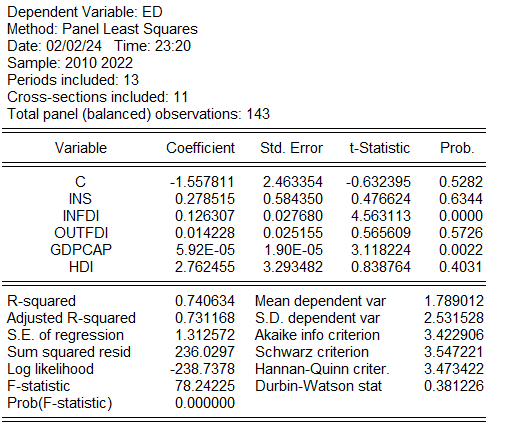 Dependent Variable: ED
Method: Panel Least Squares
Date: 02/02/24 Time: 23:20
Sample: 2010 2022
Periods included: 13
Cross-sections included: 11
Total panel (balanced) observations: 143
Variable Coefficient Std. Error t-Statistic Prob.
C -1.557811 2.463354 -0.632395 0.5282
INS 0.278515 0.584350 0.476624 0.6344
INFDI 0.126307 0.027680 4.563113 0.0000
OUTFDI 0.014228 0.025155 0.565609 0.5726
GDPCAP 5.92E-05 1.90E-05 3.118224 0.0022
HDI 2.762455 3.293482 0.838764 0.4031
R-squared 0.740634 Mean dependent var 1.789012
Adjusted R-squared 0.731168 S.D. dependent var 2.531528
S.E. of regression 1.312572 Akaike info criterion 3.422906
Sum squared resid 236.0297 Schwarz criterion 3.547221
Log likelihood -238.7378 Hannan-Quinn criter. 3.473422
F-statistic 78.24225 Durbin-Watson stat 0.381226
Prob(F-statistic) 0.000000